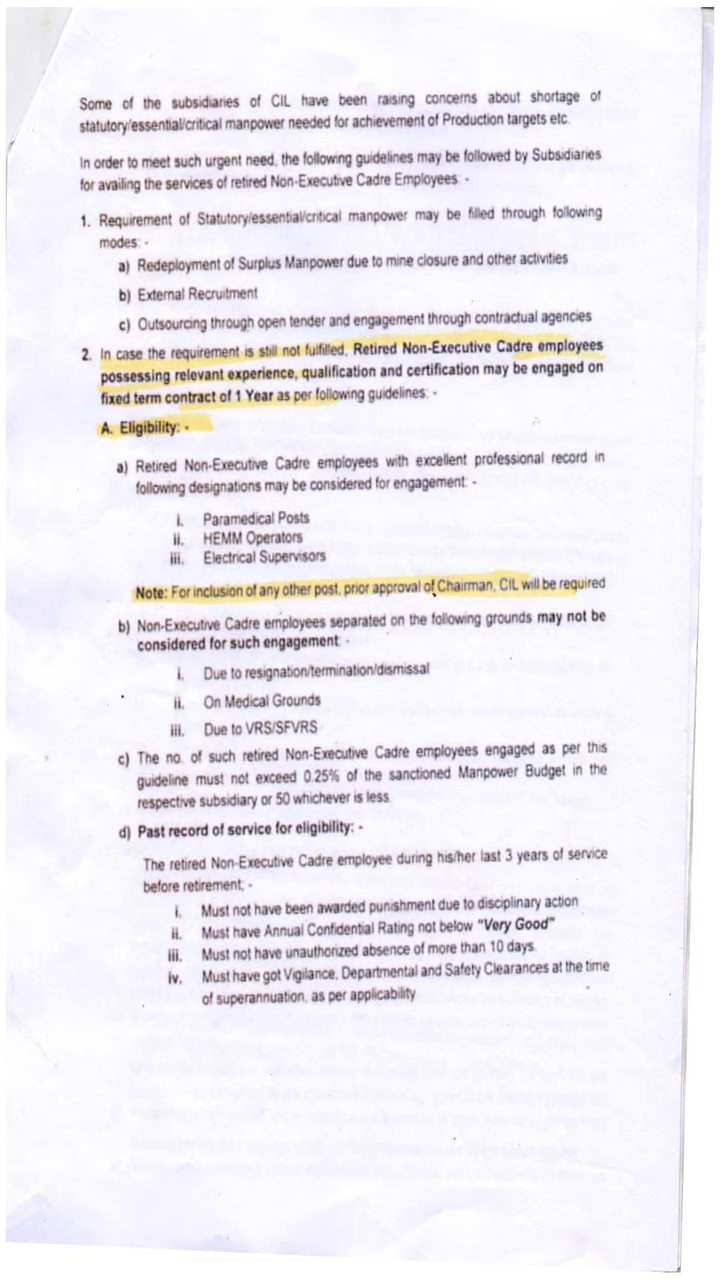 Some of the subsidiaries of CIL have been raising concerns about shortage of
statutory/essential/critical manpower needed for achievement of Production targets etc.
In order to meet such urgent need, the following guidelines may be followed by Subsidiaries
for availing the services of retired Non-Executive Cadre Employees: -
1. Requirement of Statutory/essential/critical manpower may be filled through following
modes: -
a) Redeployment of Surplus Manpower due to mine closure and other activities
b) External Recruitment
c) Outsourcing through open tender and engagement through contractual agencies
2. In case the requirement is still not fulfilled, Retired Non-Executive Cadre employees
possessing relevant experience, qualification and certification may be engaged on
fixed term contract of 1 Year as per following guidelines: -
A. Eligibility: -
a) Retired Non-Executive Cadre employees with excellent professional record in
following designations may be considered for engagement: -
i. Paramedical Posts
ii. HEMM Operators
iii. Electrical Supervisors
Note: For inclusion of any other post, prior approval of Chairman, CIL will be required
b) Non-Executive Cadre employees separated on the following grounds may not be
considered for such engagement: -
i. Due to resignation/termination/dismissal
ii. On Medical Grounds
iii. Due to VRS/SFVRS
c) The no. of such retired Non-Executive Cadre employees engaged as per this
guideline must not exceed 0.25% of the sanctioned Manpower Budget in the
respective subsidiary or 50 whichever is less.
d) Past record of service for eligibility: -
The retired Non-Executive Cadre employee during his/her last 3 years of service
before retirement; -
i. Must not have been awarded punishment due to disciplinary action
ii. Must have Annual Confidential Rating not below "Very Good"
iii. Must not have unauthorized absence of more than 10 days.
iv. Must have got Vigilance, Departmental and Safety Clearances at the time
of superannuation, as per applicability